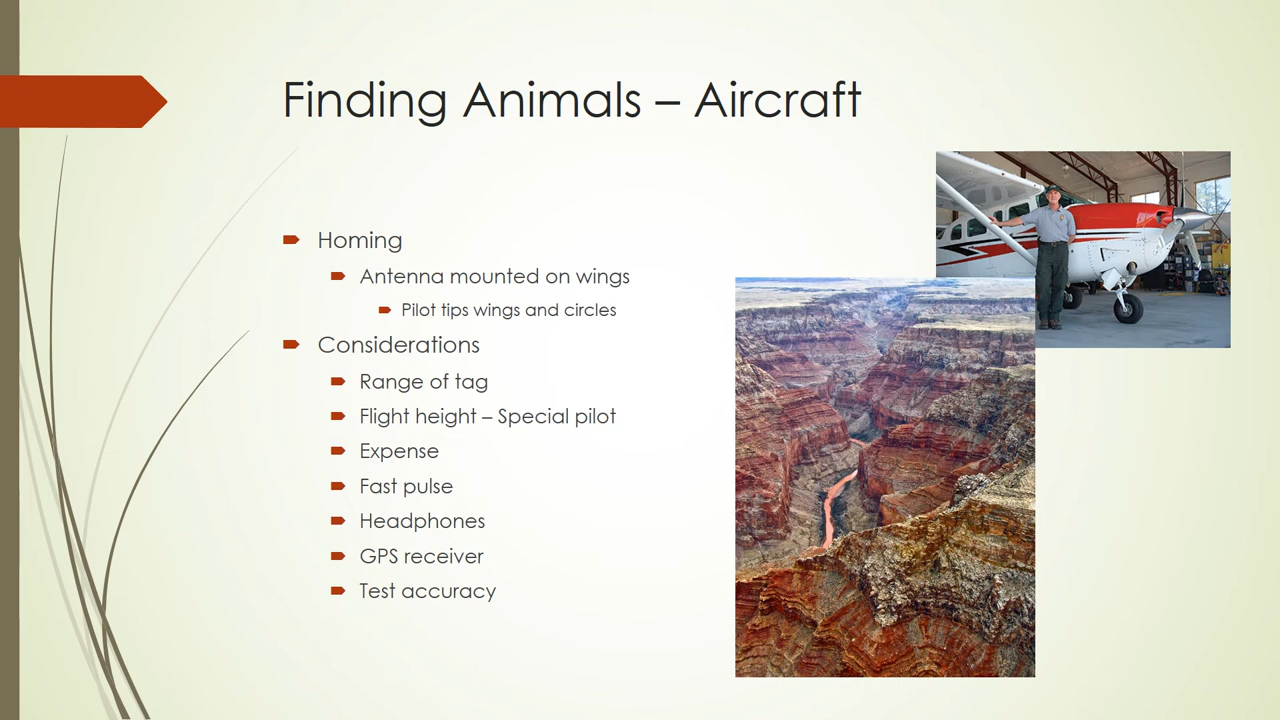 Finding Animals – Aircraft
Homing
Antenna mounted on wings
Pilot tips wings and circles
Considerations
Range of tag
Flight height – Special pilot
Expense
Fast pulse
Headphones
GPS receiver
Test accuracy